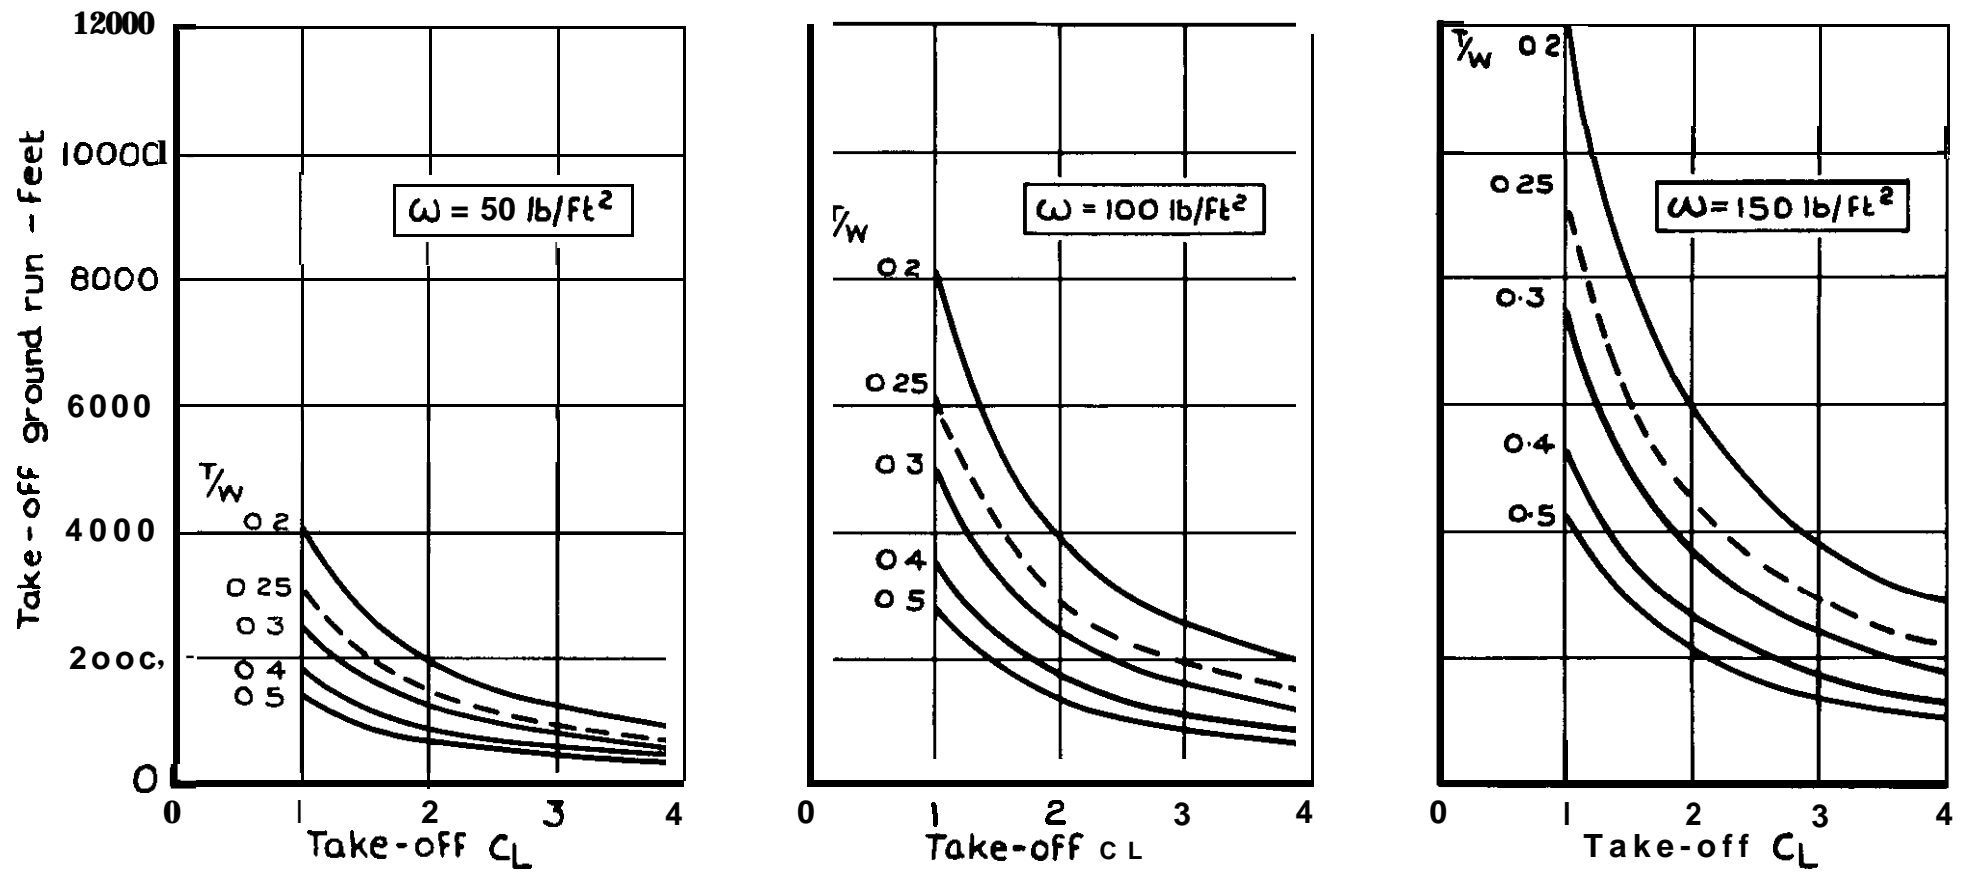 Take-off ground run - feet
12000
100001
8000
6000
4000
200c,
0
T/W
0 2
0 25
0 3
0 4
0 5
ω = 50 lb/ft²
0 1 2 3 4
Take-off CL
T/W
0 2
0 25
0 3
0 4
0 5
ω = 100 lb/ft²
0 1 2 3 4
Take-off CL
T/W 0 2
0 25
0·3
0·4
0·5
ω = 150 lb/ft²
0 1 2 3 4
Take-off CL